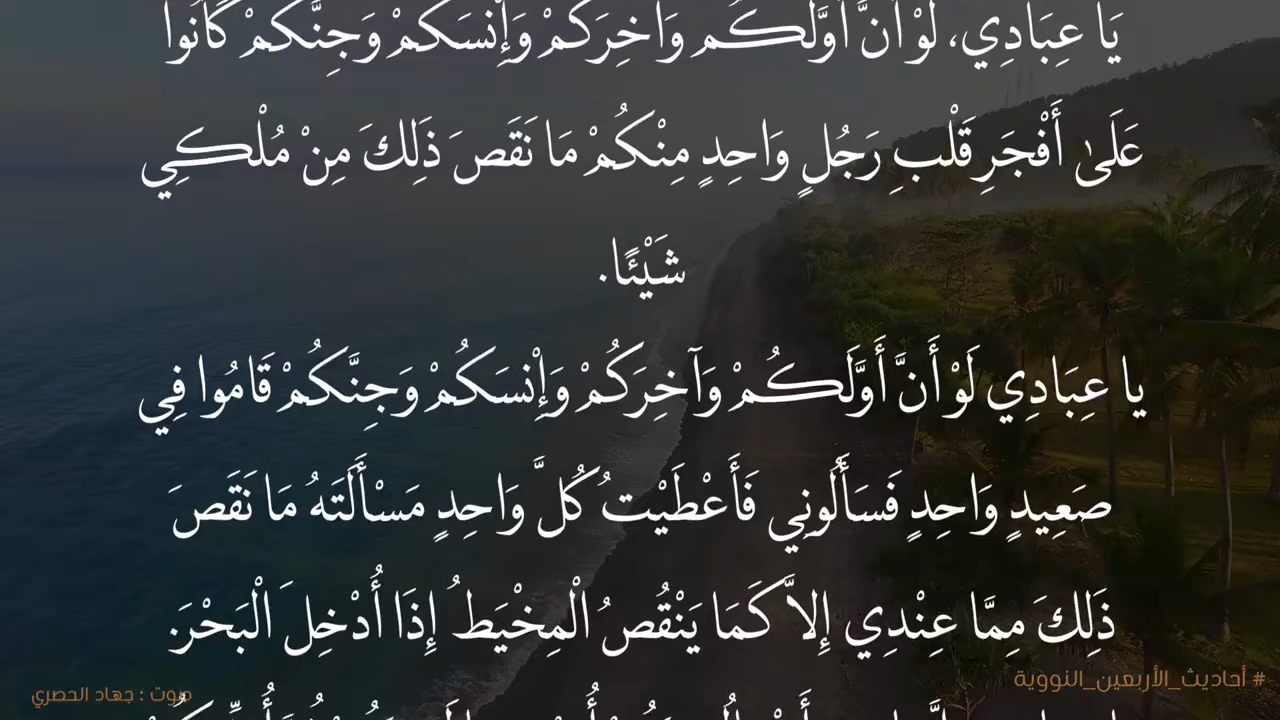 يَا عِبَادِي، لَوْ أَنَّ أَوَّلَكُمْ وَآخِرَكُمْ وَإِنْسَكُمْ وَجِنَّكُمْ كَانُوا
عَلَىٰ أَفْجَرِ قَلْبِ رَجُلٍ وَاحِدٍ مِنْكُمْ مَا نَقَصَ ذَلِكَ مِنْ مُلْكِي
شَيْئًا.
يا عِبَادِي لَوْ أَنَّ أَوَّلَكُمْ وَآخِرَكُمْ وَإِنْسَكُمْ وَجِنَّكُمْ قَامُوا فِي
صَعِيدٍ وَاحِدٍ فَسَأَلُونِي فَأَعْطَيْتُ كُلَّ وَاحِدٍ مَسْأَلَتَهُ مَا نَقَصَ
ذَلِكَ مِمَّا عِنْدِي إِلاَّ كَمَا يَنْقُصُ الْمِخْيَطُ إِذَا أُدْخِلَ الْبَحْرَ.
# أحاديث_الأربعين_النووية
صوت : جهاد الحصري